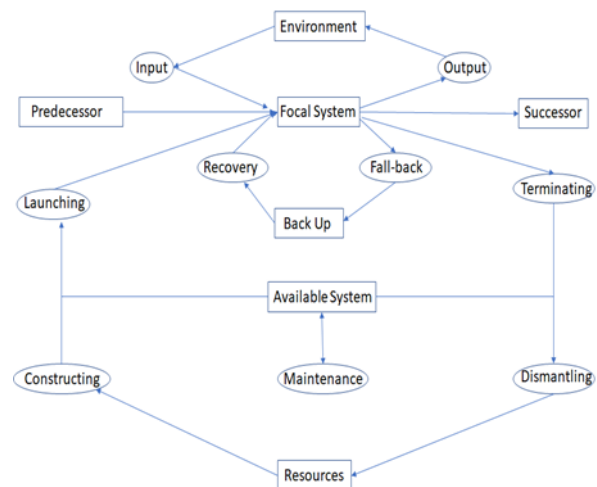 Environment
Input
Output
Predecessor
Focal System
Successor
Recovery
Fall-back
Launching
Terminating
Back Up
Available System
Constructing
Maintenance
Dismantling
Resources